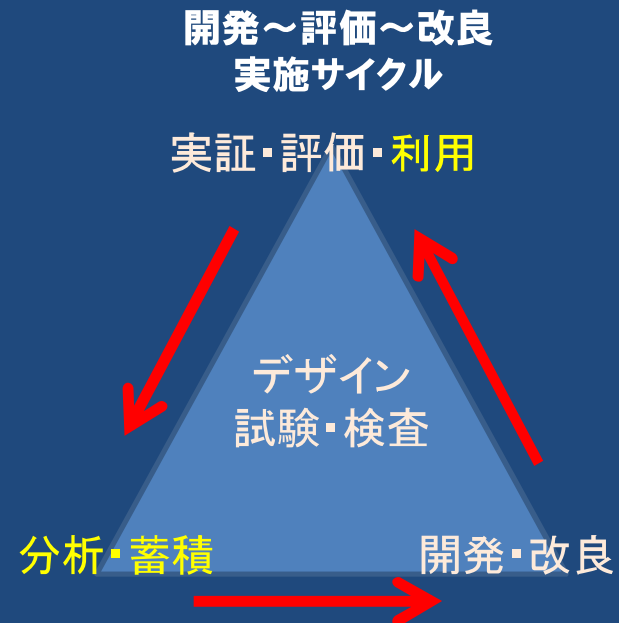 開発～評価～改良
実施サイクル
実証・評価・利用
デザイン
試験・検査
分析・蓄積
開発・改良